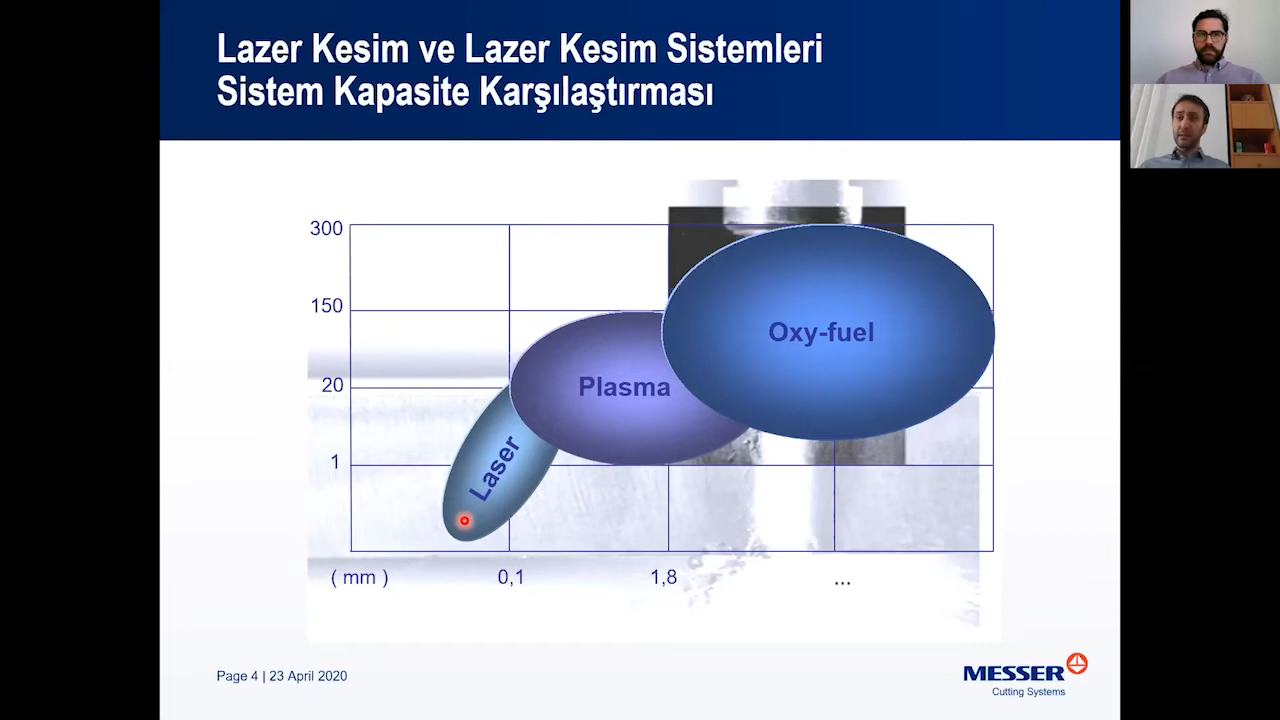 Lazer Kesim ve Lazer Kesim Sistemleri
Sistem Kapasite Karşılaştırması
300
150
20
1
Oxy-fuel
Plasma
Laser
( mm )
0,1
1,8
...
Page 4 | 23 April 2020
MESSER
Cutting Systems